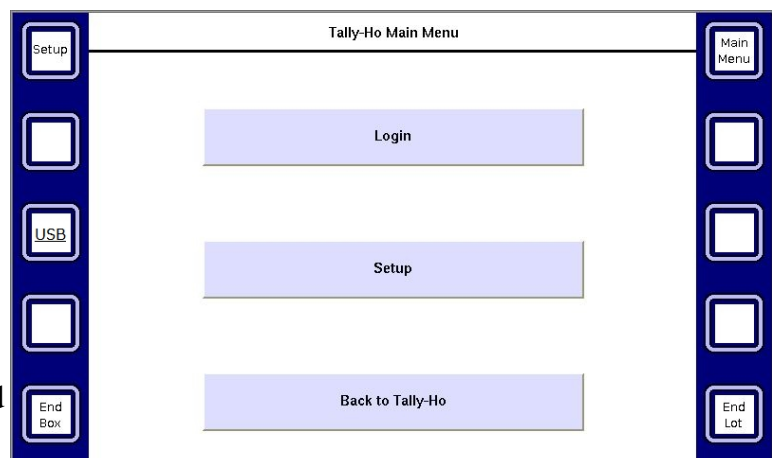 Tally-Ho Main Menu
Setup
Main
Menu
Login
USB
Setup
Back to Tally-Ho
End
Box
End
Lot